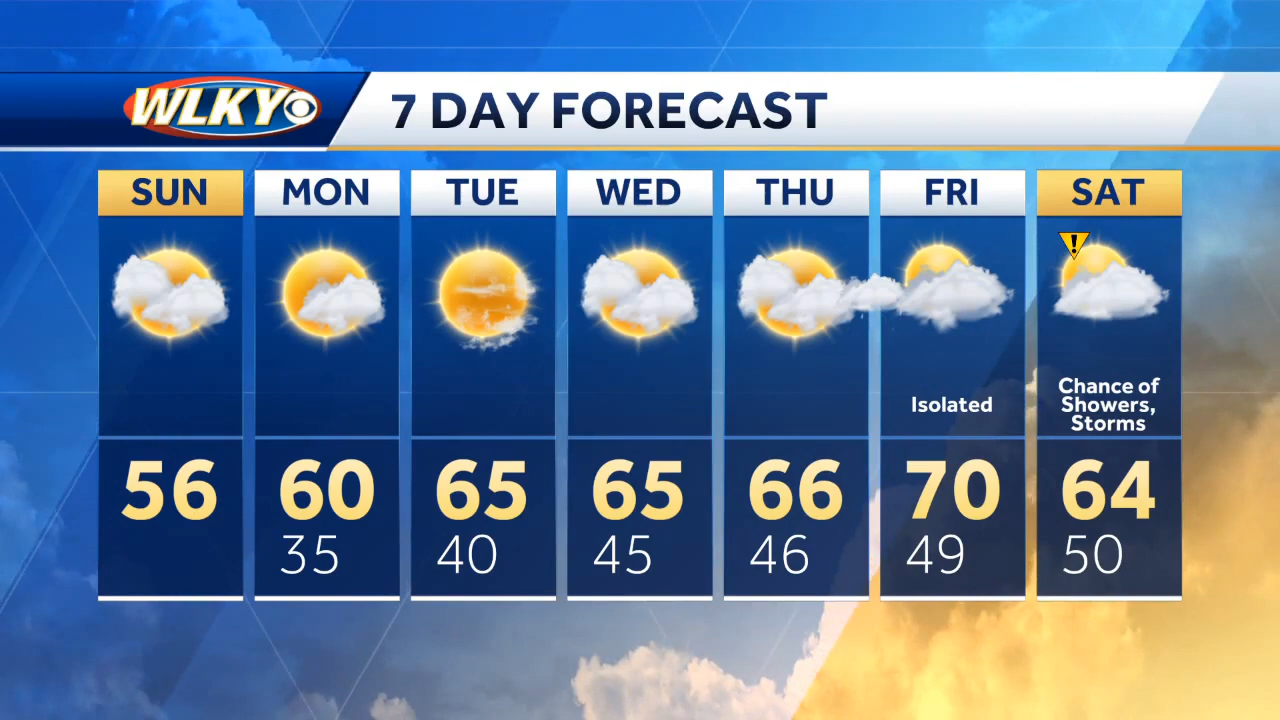 WLKY
7 DAY FORECAST
SUN MON TUE WED THU FRI SAT
!
Isolated
Chance of
Showers,
Storms
56 60 65 65 66 70 64
35 40 45 46 49 50